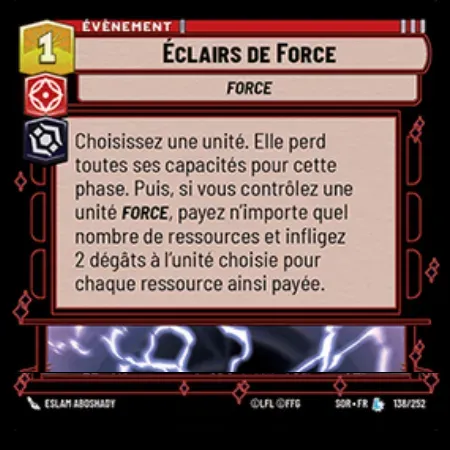 ÉVÈNEMENT
1
ÉCLAIRS DE FORCE
FORCE
Choisissez une unité. Elle perd
toutes ses capacités pour cette
phase. Puis, si vous contrôlez une
unité FORCE, payez n’importe quel
nombre de ressources et infligez
2 dégâts à l’unité choisie pour
chaque ressource ainsi payée.
ESLAM ABOSHADY ©LFL ©FFG SOR • FR 138/252